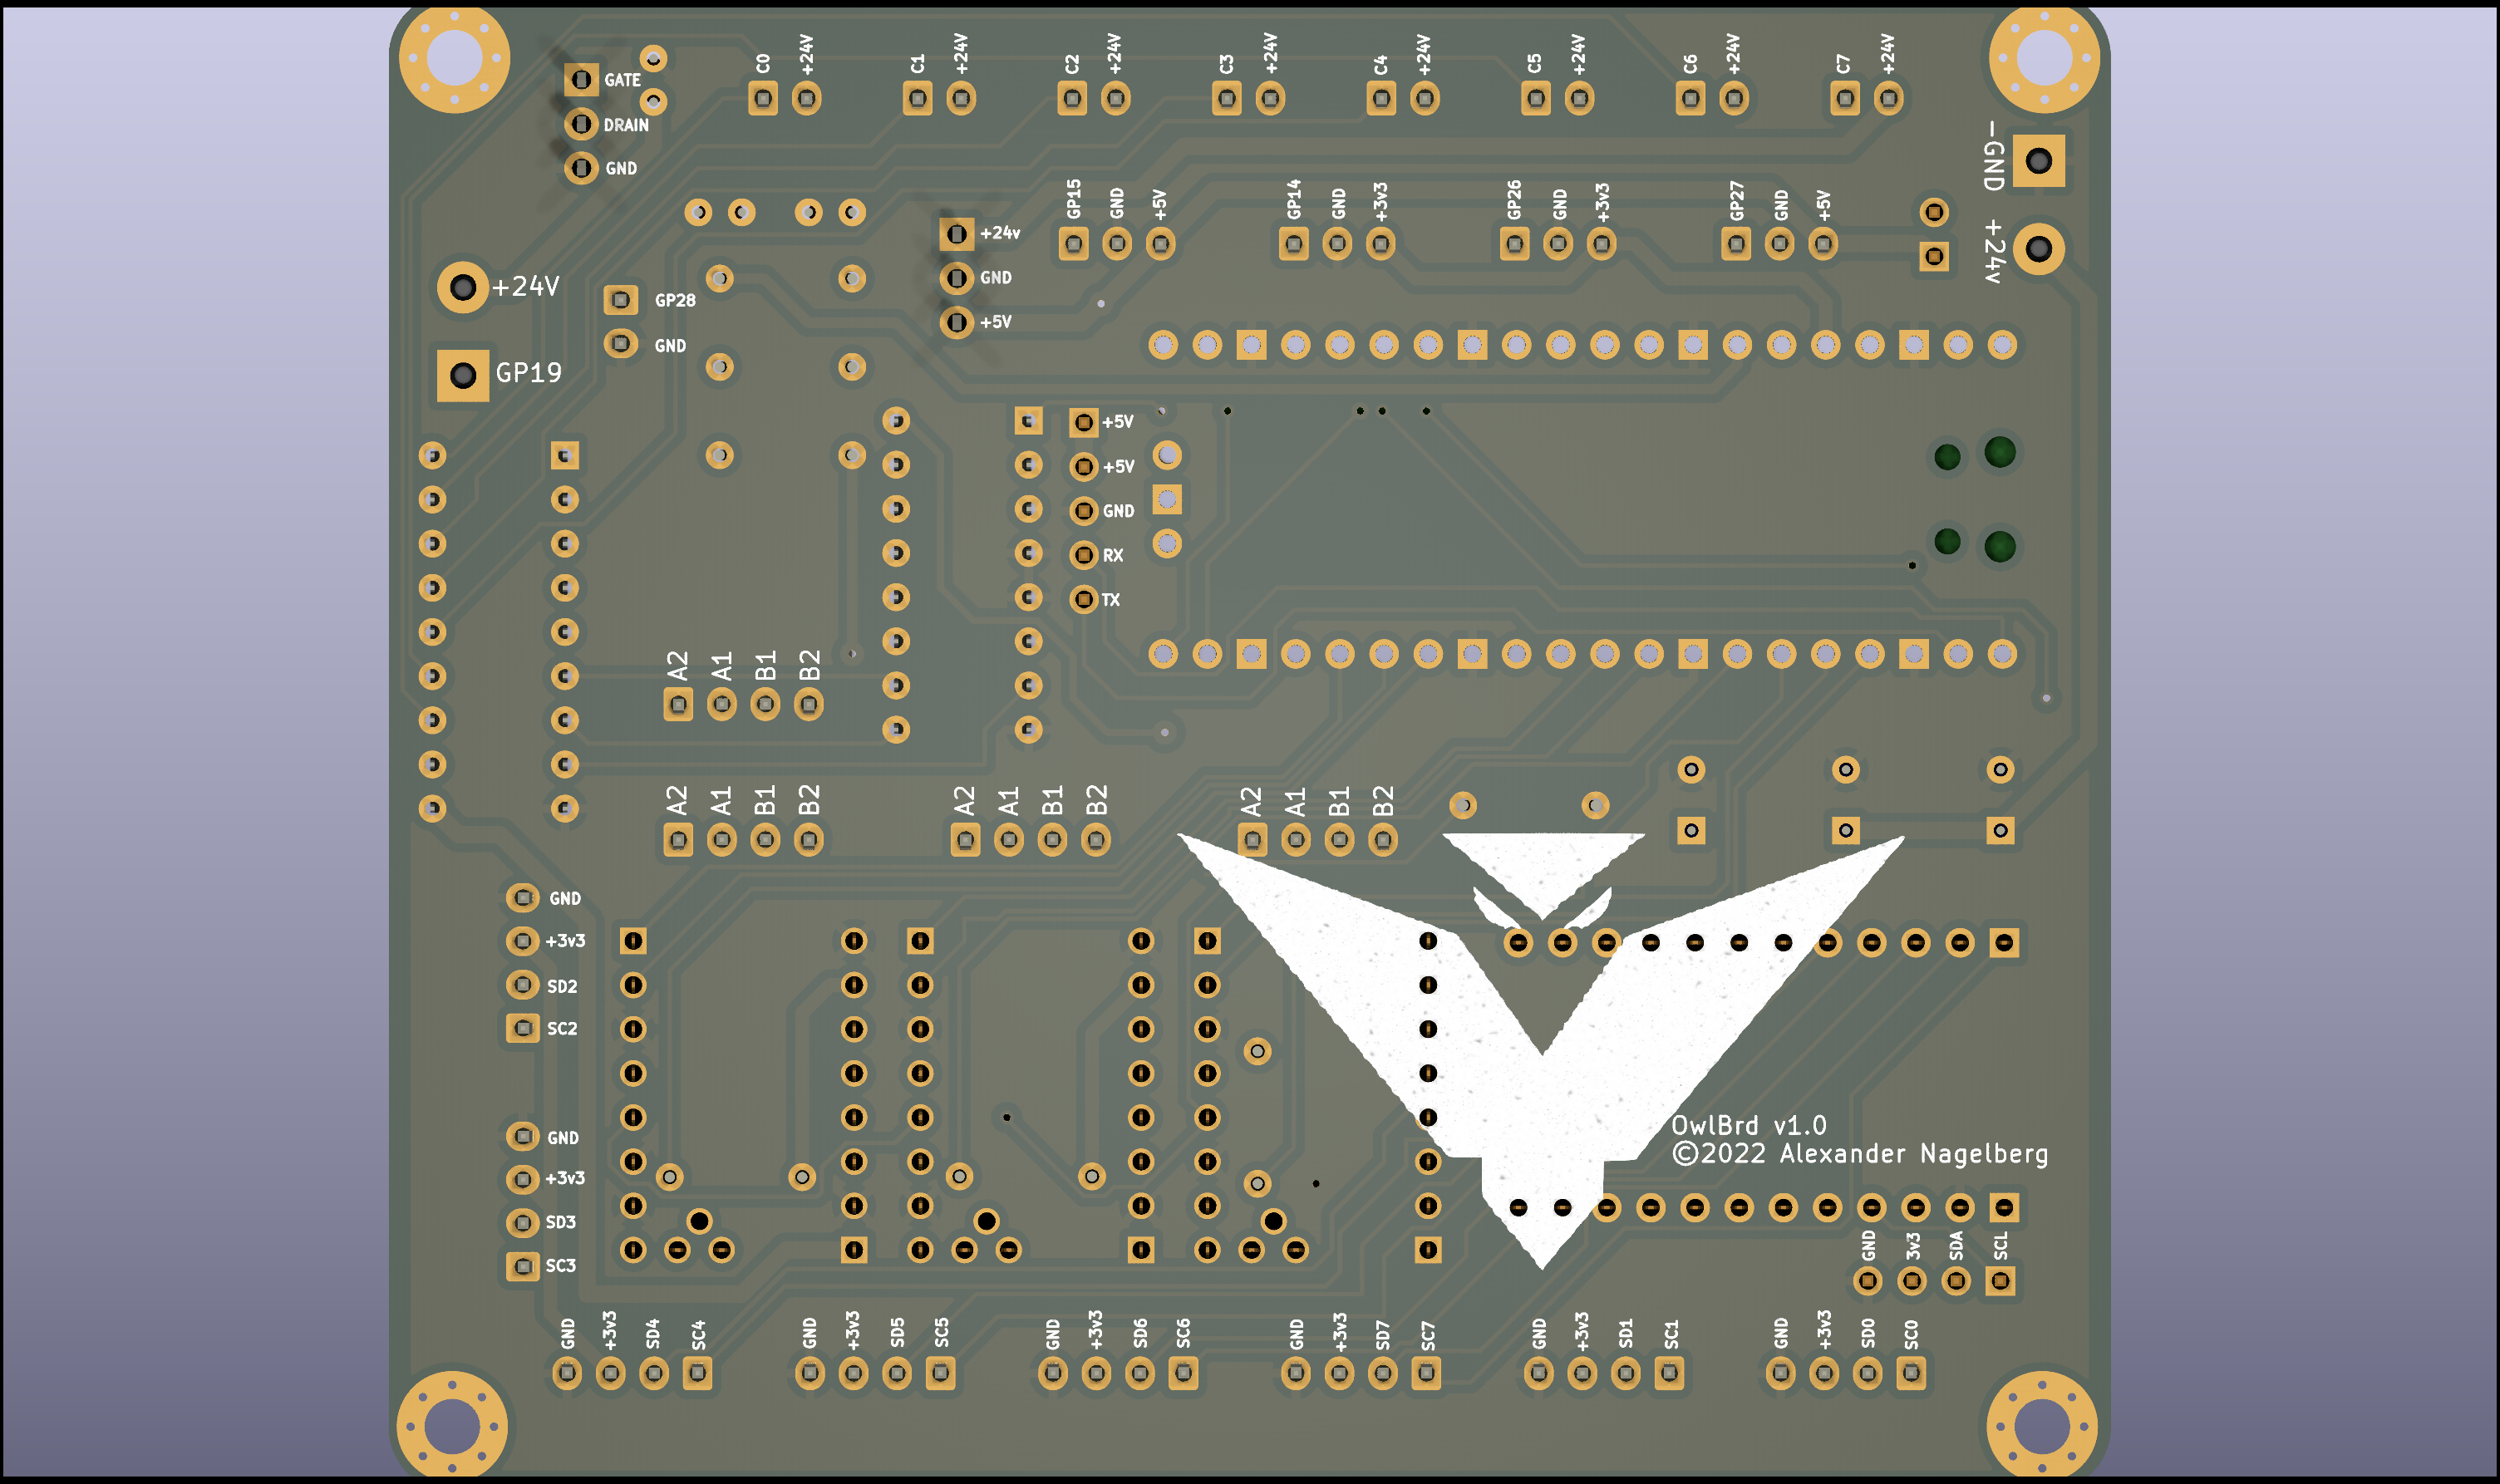 C0 +24V C1 +24V C2 +24V C3 +24V C4 +24V C5 +24V C6 +24V C7 +24V
GATE
DRAIN
GND
-GND +24v
GP15 GND +5V GP14 GND +3v3 GP26 GND +3v3 GP27 GND +5V
+24v
GND
+5V
+24V
GP19
GP28
GND
+5V
+5V
GND
RX
TX
A2 A1 B1 B2
A2 A1 B1 B2 A2 A1 B1 B2 A2 A1 B1 B2
GND
+3v3
SD2
SC2
GND
+3v3
SD3
SC3
OwlBrd v1.0
©2022 Alexander Nagelberg
GND 3v3 SDA SCL
GND +3v3 SD4 SC4 GND +3v3 SD5 SC5 GND +3v3 SD6 SC6 GND +3v3 SD7 SC7 GND +3v3 SD1 SC1 GND +3v3 SD0 SC0